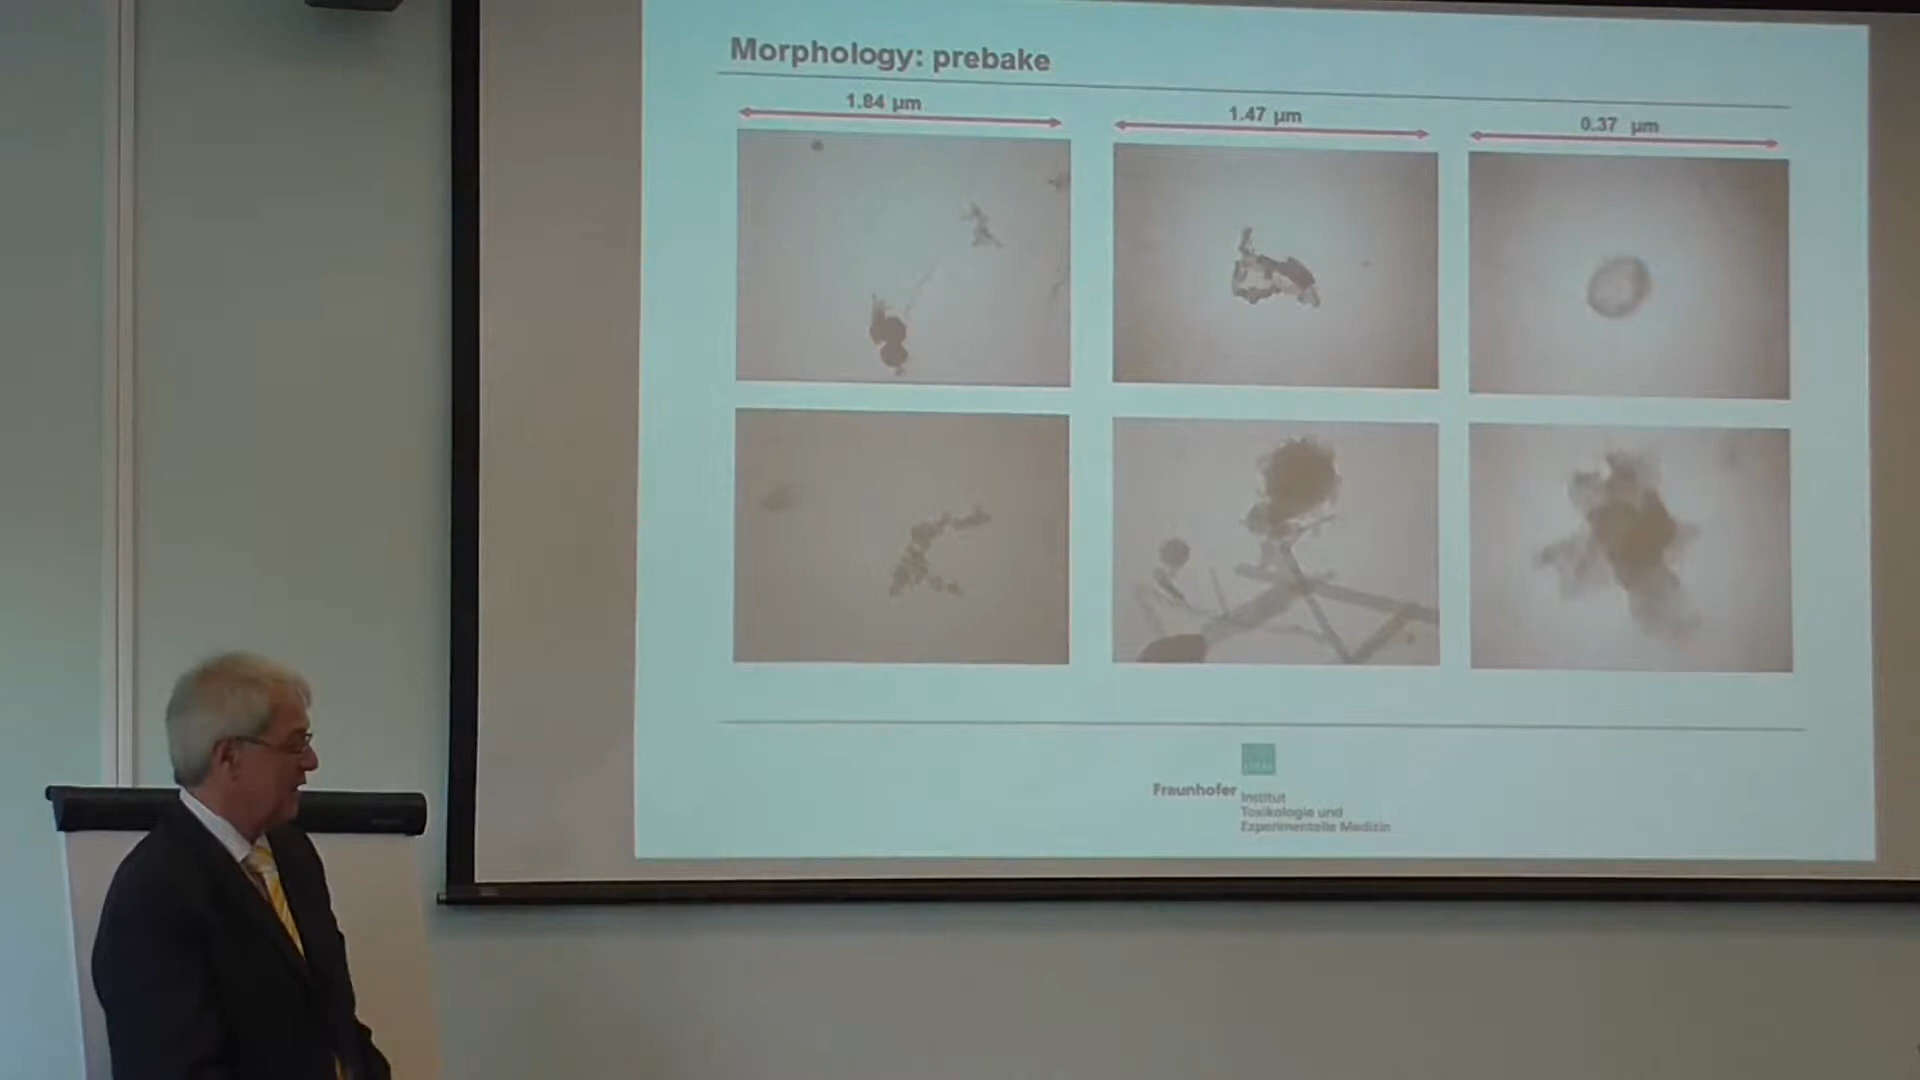 Morphology: prebake
1.84 µm
1.47 µm
0.37 µm
Fraunhofer
Institut
Toxikologie und
Experimentelle Medizin